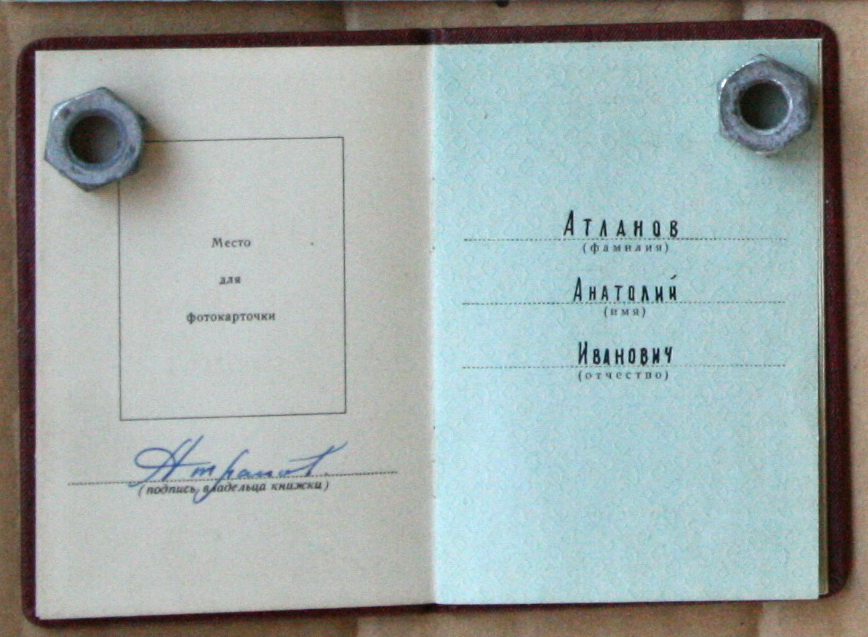 Место
для
фотокарточки
(подпись владельца книжки)
Атланов
(фамилия)
Анатолий
(имя)
Иванович
(отчество)